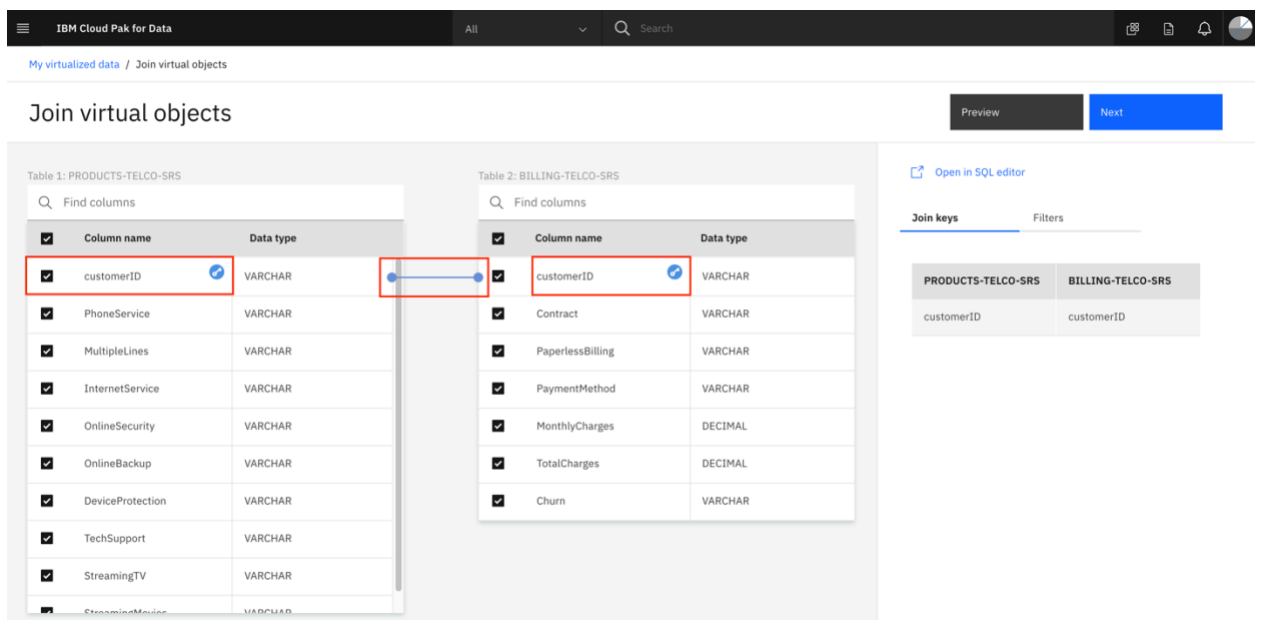 IBM Cloud Pak for Data All Search
My virtualized data / Join virtual objects
Join virtual objects
Preview
Next
Table 1: PRODUCTS-TELCO-SRS
Find columns
Column name Data type
customerID VARCHAR
PhoneService VARCHAR
MultipleLines VARCHAR
InternetService VARCHAR
OnlineSecurity VARCHAR
OnlineBackup VARCHAR
DeviceProtection VARCHAR
TechSupport VARCHAR
StreamingTV VARCHAR
StreamingMovies VARCHAR
Table 2: BILLING-TELCO-SRS
Find columns
Column name Data type
customerID VARCHAR
Contract VARCHAR
PaperlessBilling VARCHAR
PaymentMethod VARCHAR
MonthlyCharges DECIMAL
TotalCharges DECIMAL
Churn VARCHAR
Open in SQL editor
Join keys Filters
PRODUCTS-TELCO-SRS BILLING-TELCO-SRS
customerID customerID